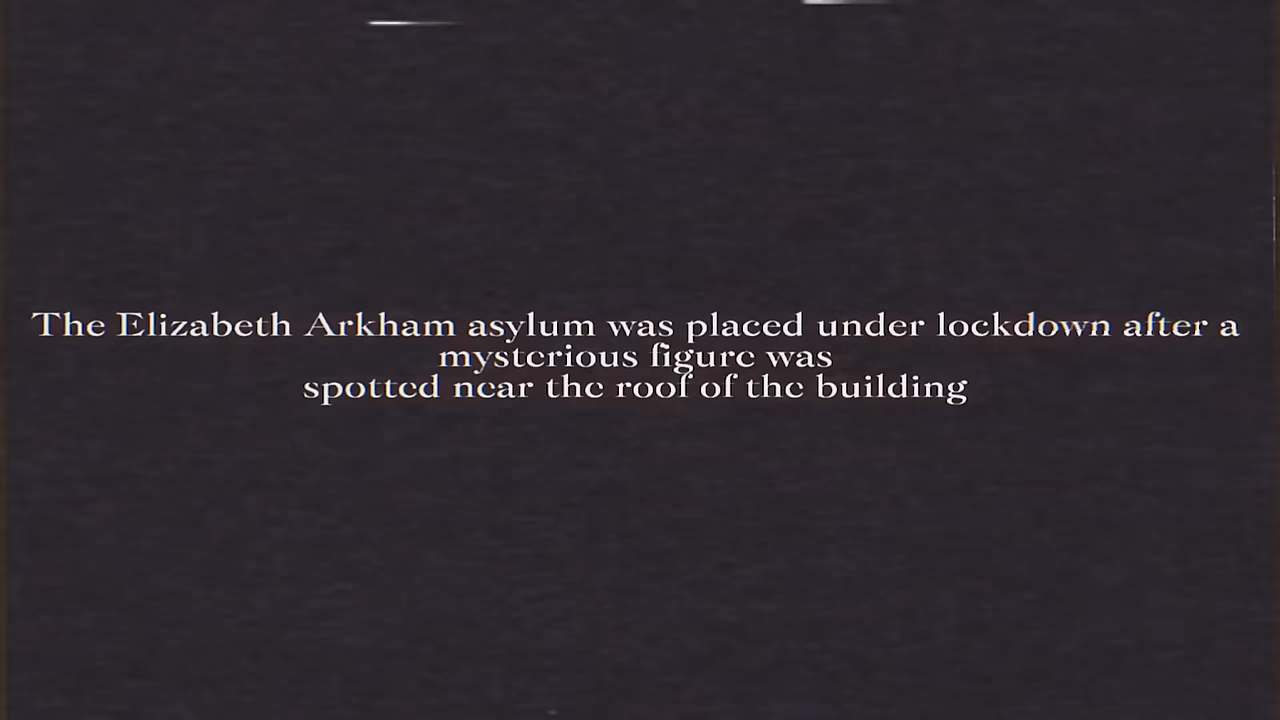 The Elizabeth Arkham asylum was placed under lockdown after a
mysterious figure was
spotted near the roof of the building